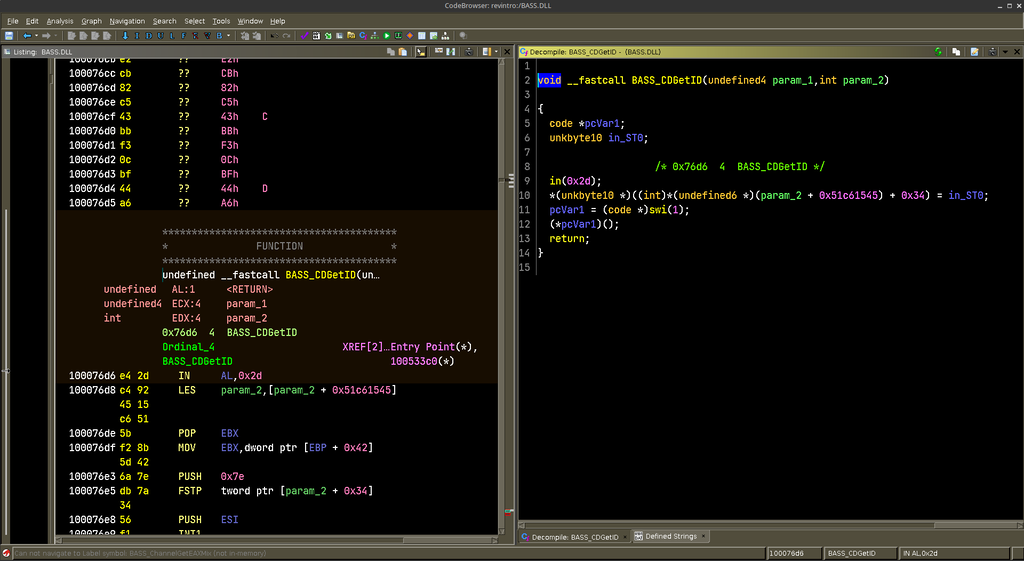 CodeBrowser: revintro:/BASS.DLL
File Edit Analysis Graph Navigation Search Select Tools Window Help
Listing: BASS.DLL
100076cc cb ?? CBh
100076cd 82 ?? 82h
100076ce c5 ?? C5h
100076cf 43 ?? 43h C
100076d0 bb ?? BBh
100076d1 f3 ?? F3h
100076d2 0c ?? 0Ch
100076d3 bf ?? BFh
100076d4 44 ?? 44h D
100076d5 a6 ?? A6h
****************************************
* FUNCTION *
****************************************
undefined __fastcall BASS_CDGetID(un…
undefined AL:1 <RETURN>
undefined4 ECX:4 param_1
int EDX:4 param_2
0x76d6 4 BASS_CDGetID
Ordinal_4 XREF[2]…Entry Point(*),
BASS_CDGetID 100533c0(*)
100076d6 e4 2d IN AL,0x2d
100076d8 c4 92 LES param_2,[param_2 + 0x51c61545]
45 15
c6 51
100076de 5b POP EBX
100076df f2 8b MOV EBX,dword ptr [EBP + 0x42]
5d 42
100076e3 6a 7e PUSH 0x7e
100076e5 db 7a FSTP tword ptr [param_2 + 0x34]
34
100076e8 56 PUSH ESI
100076e9 f1 INT1
Decompile: BASS_CDGetID - (BASS.DLL)
1
2 void __fastcall BASS_CDGetID(undefined4 param_1,int param_2)
3
4 {
5 code *pcVar1;
6 unkbyte10 in_ST0;
7
8 /* 0x76d6 4 BASS_CDGetID */
9 in(0x2d);
10 *(unkbyte10 *)((int)*(undefined6 *)(param_2 + 0x51c61545) + 0x34) = in_ST0;
11 pcVar1 = (code *)swi(1);
12 (*pcVar1)();
13 return;
14 }
15
Decompile: BASS_CDGetID × Defined Strings ×
Can not navigate to Label symbol: BASS_ChannelGetEAXMix (not in-memory)
100076d6 BASS_CDGetID IN AL,0x2d